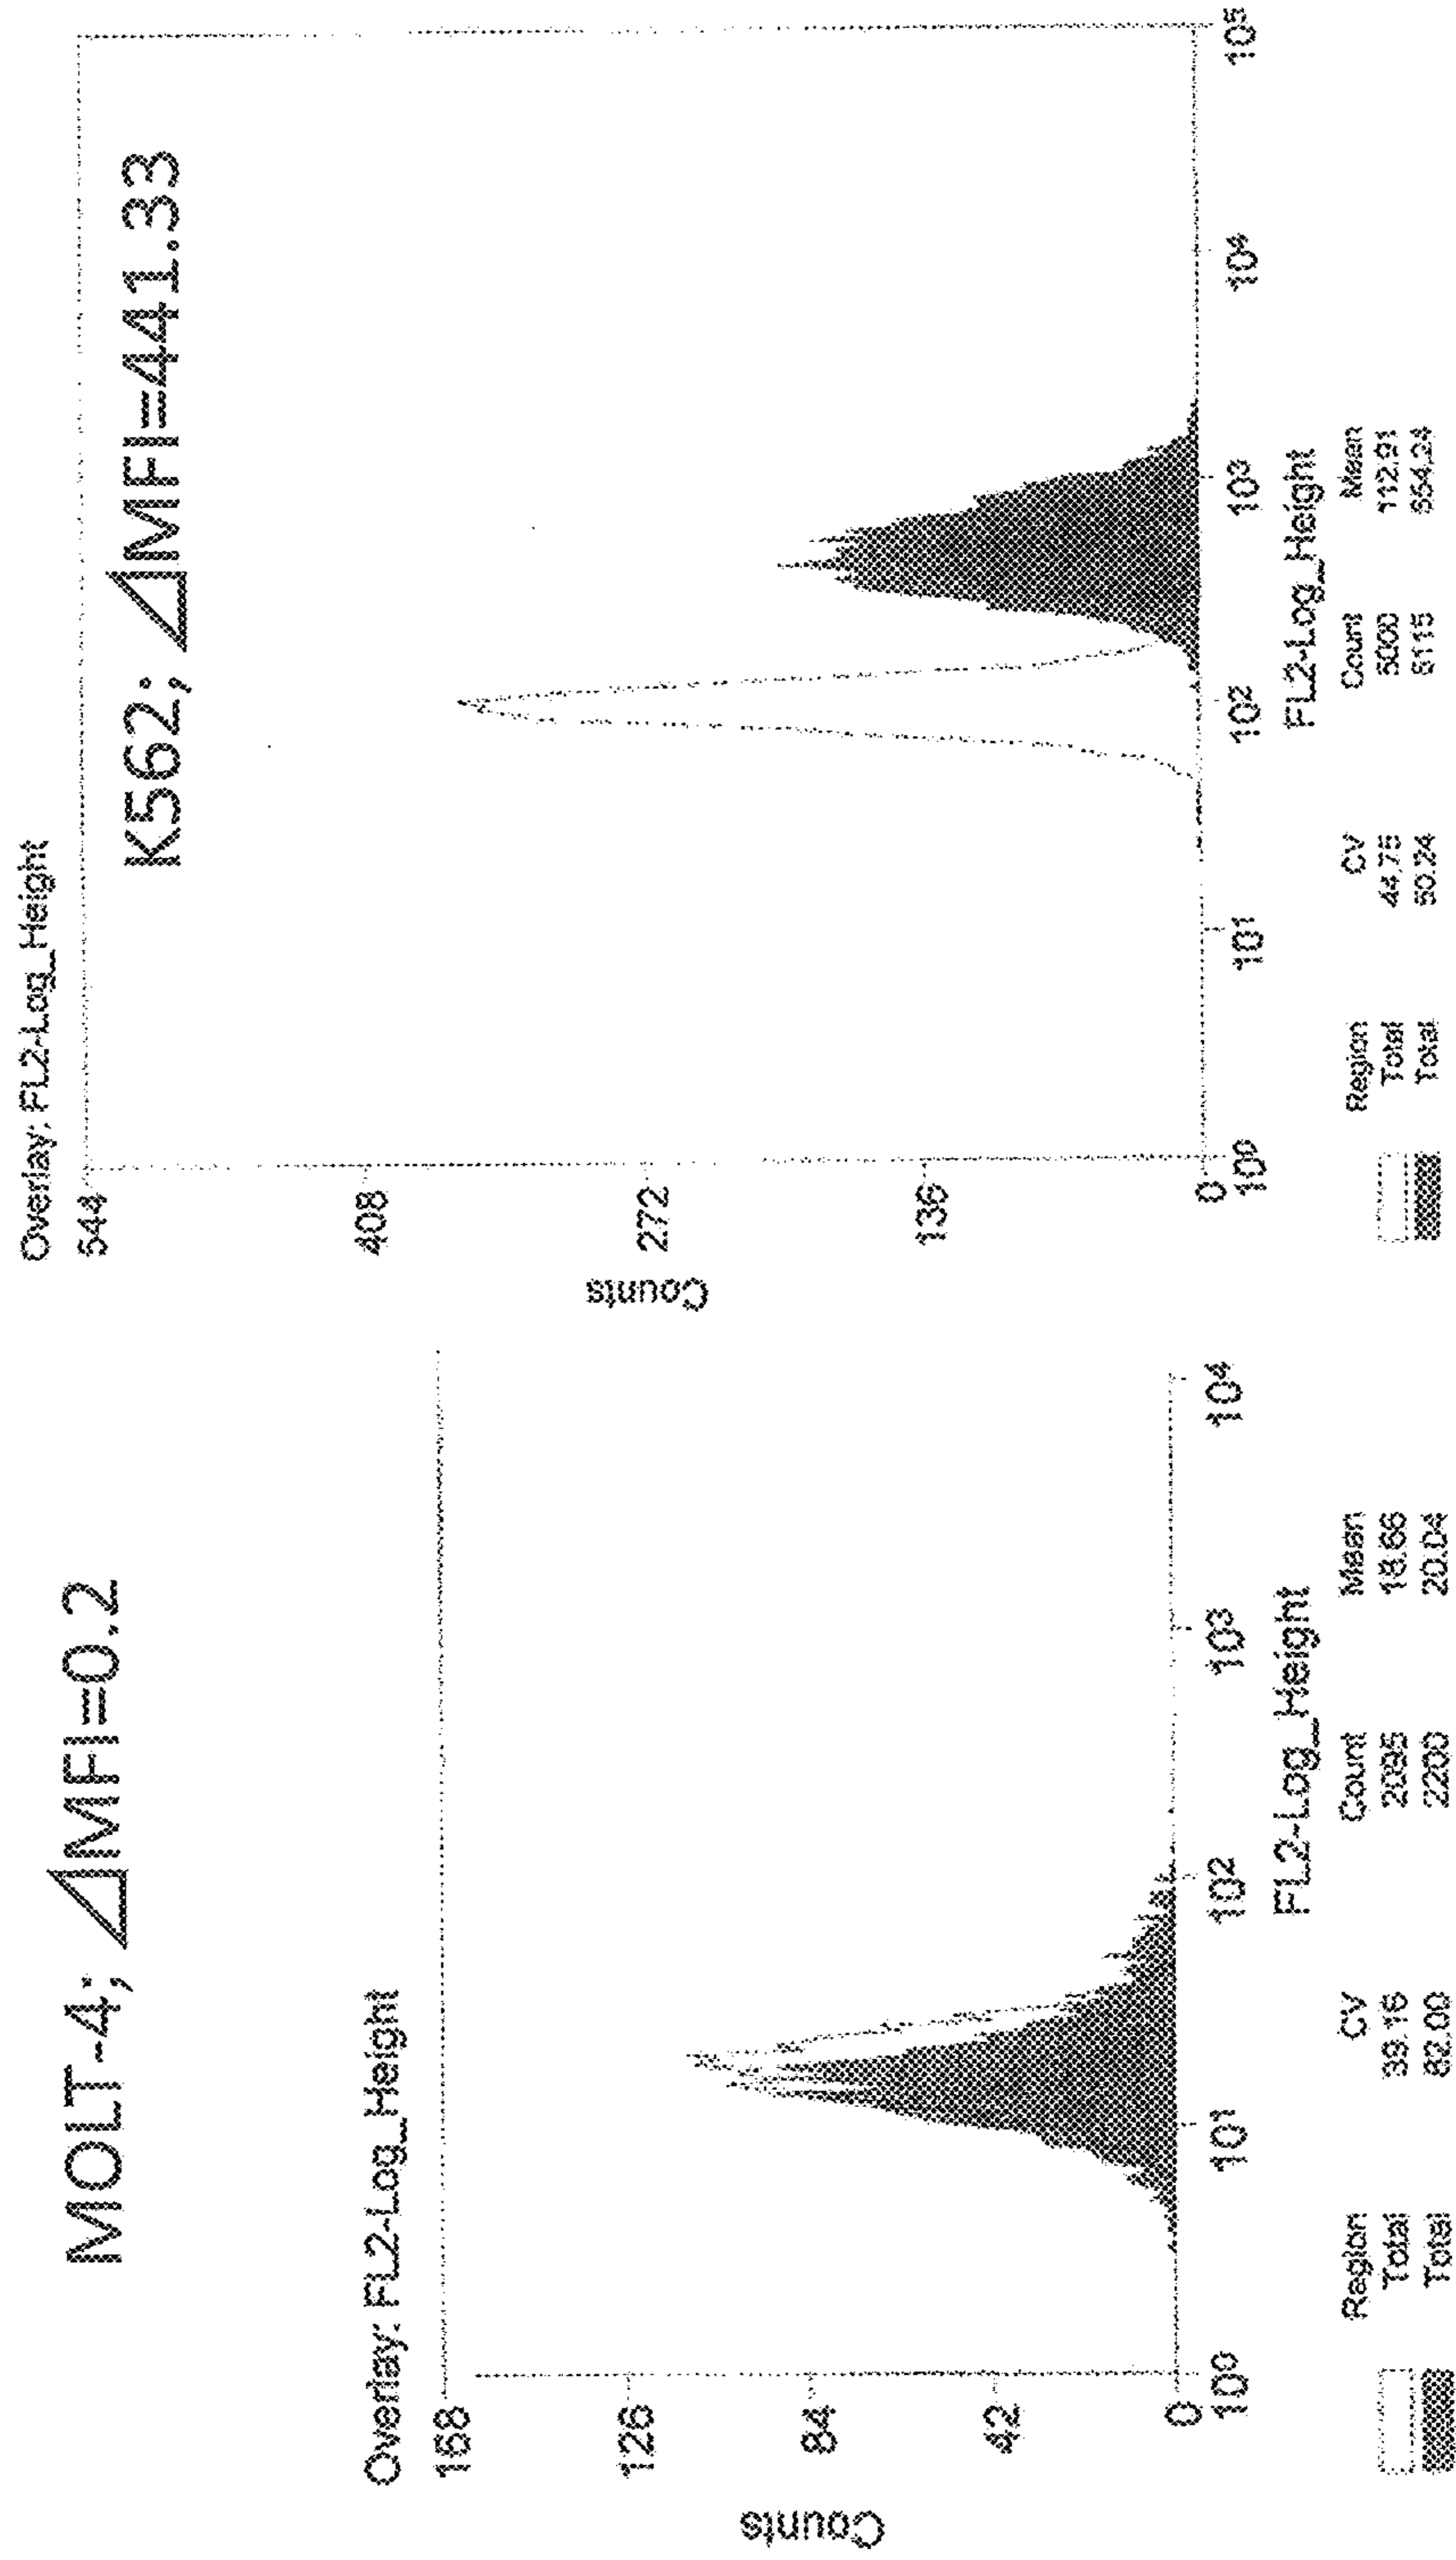 MOLT-4; ⊿MFI=0.2
Overlay: FL2-Log_Height
Counts
168
126
84
42
0
10⁰ 10¹ 10² 10³ 10⁴
FL2-Log_Height
Region CV Count Mean
Total 39.16 2095
Total 82.00 2200 20.04
K562; ⊿MFI=441.33
Overlay: FL2-Log_Height
Counts
544
408
272
136
0
10⁰ 10¹ 10² 10³ 10⁴ 10⁵
FL2-Log_Height
Region CV Count Mean
Total 44.75 5000 112.91
Total 50.24 554.24